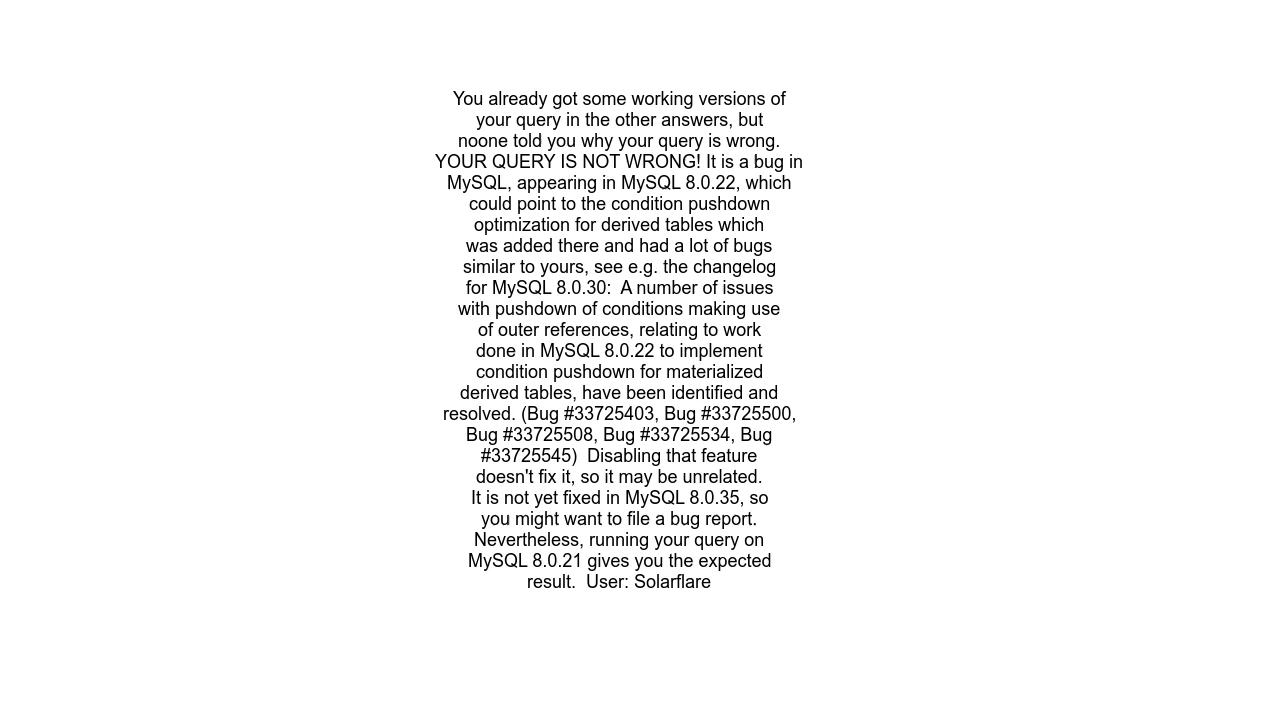 You already got some working versions of
your query in the other answers, but
noone told you why your query is wrong.
YOUR QUERY IS NOT WRONG! It is a bug in
MySQL, appearing in MySQL 8.0.22, which
could point to the condition pushdown
optimization for derived tables which
was added there and had a lot of bugs
similar to yours, see e.g. the changelog
for MySQL 8.0.30:  A number of issues
with pushdown of conditions making use
of outer references, relating to work
done in MySQL 8.0.22 to implement
condition pushdown for materialized
derived tables, have been identified and
resolved. (Bug #33725403, Bug #33725500,
Bug #33725508, Bug #33725534, Bug
#33725545)  Disabling that feature
doesn't fix it, so it may be unrelated.
It is not yet fixed in MySQL 8.0.35, so
you might want to file a bug report.
Nevertheless, running your query on
MySQL 8.0.21 gives you the expected
result.  User: Solarflare